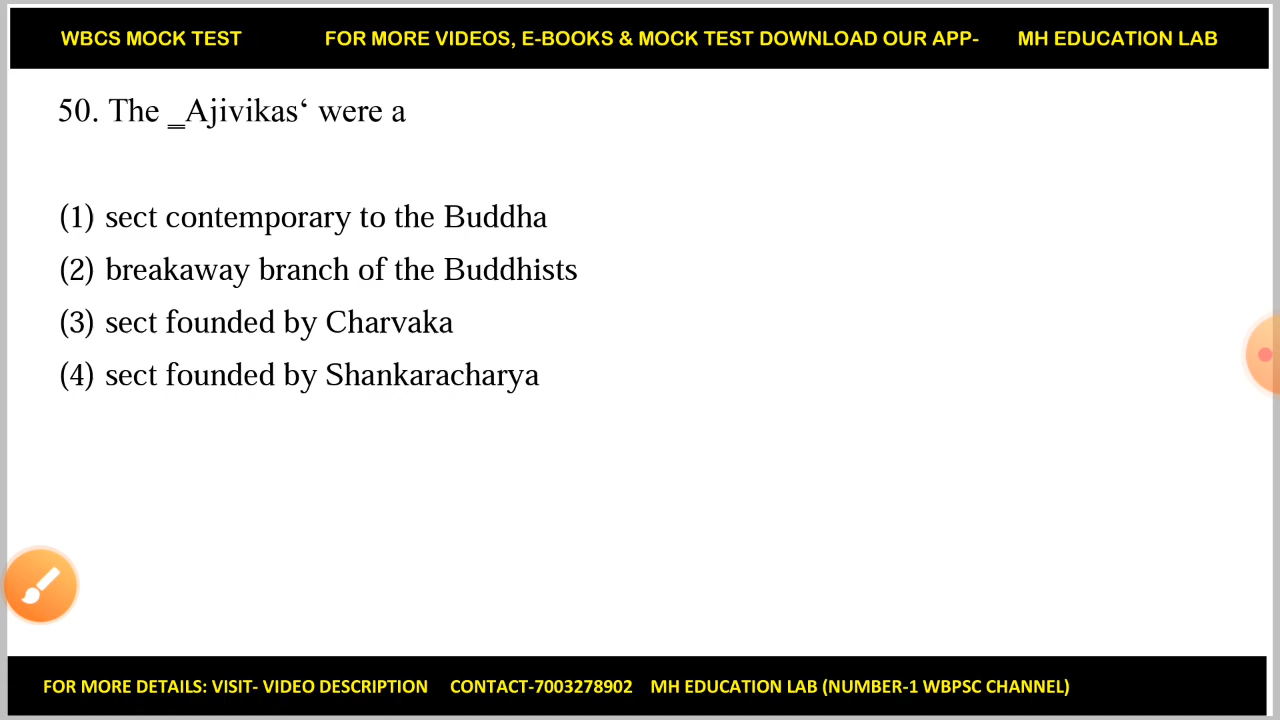 WBCS MOCK TEST FOR MORE VIDEOS, E-BOOKS & MOCK TEST DOWNLOAD OUR APP- MH EDUCATION LAB
50. The ‗Ajivikas‘ were a
(1) sect contemporary to the Buddha
(2) breakaway branch of the Buddhists
(3) sect founded by Charvaka
(4) sect founded by Shankaracharya
FOR MORE DETAILS: VISIT- VIDEO DESCRIPTION CONTACT-7003278902 MH EDUCATION LAB (NUMBER-1 WBPSC CHANNEL)